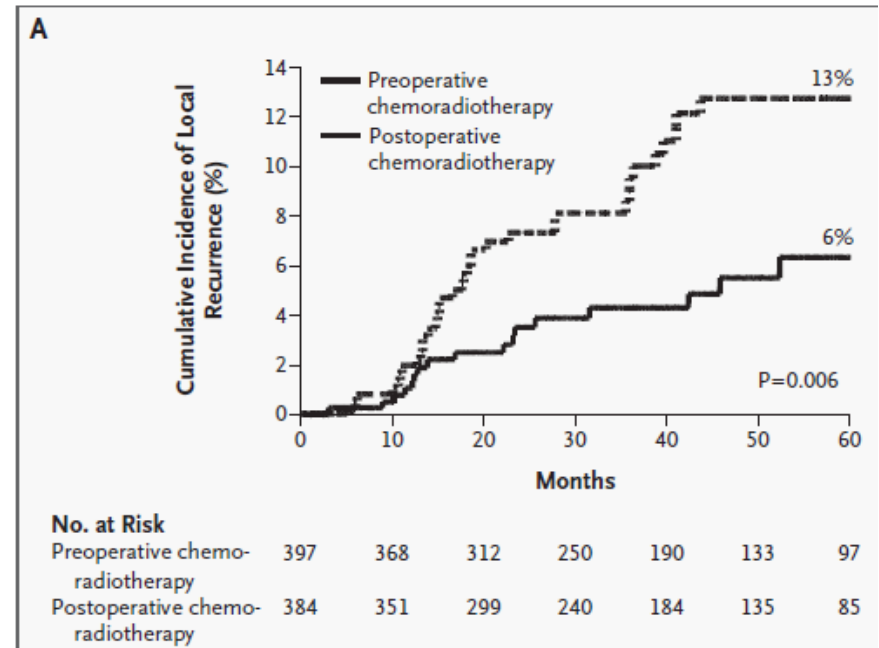 A
14
12
10
8
6
4
2
0
Cumulative Incidence of Local
Recurrence (%)
Preoperative
chemoradiotherapy
Postoperative
chemoradiotherapy
13%
6%
P=0.006
0 10 20 30 40 50 60
Months
No. at Risk
Preoperative chemo- 397 368 312 250 190 133 97
radiotherapy
Postoperative chemo- 384 351 299 240 184 135 85
radiotherapy